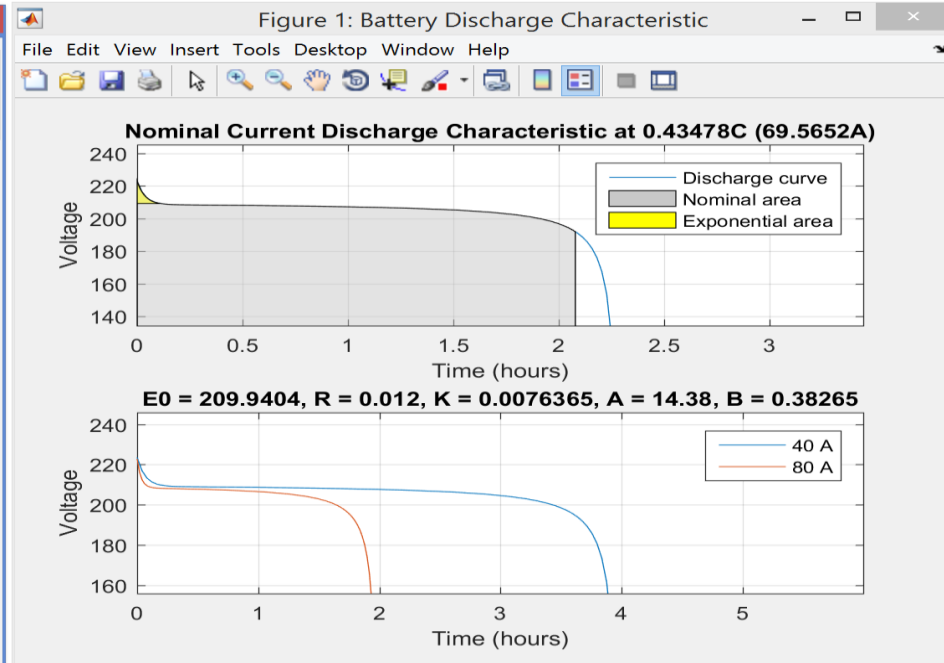 Figure 1: Battery Discharge Characteristic
File Edit View Insert Tools Desktop Window Help
Nominal Current Discharge Characteristic at 0.43478C (69.5652A)
240
220
200
180
160
140
Voltage
Discharge curve
Nominal area
Exponential area
0 0.5 1 1.5 2 2.5 3
Time (hours)
E0 = 209.9404, R = 0.012, K = 0.0076365, A = 14.38, B = 0.38265
240
220
200
180
160
Voltage
40 A
80 A
0 1 2 3 4 5
Time (hours)